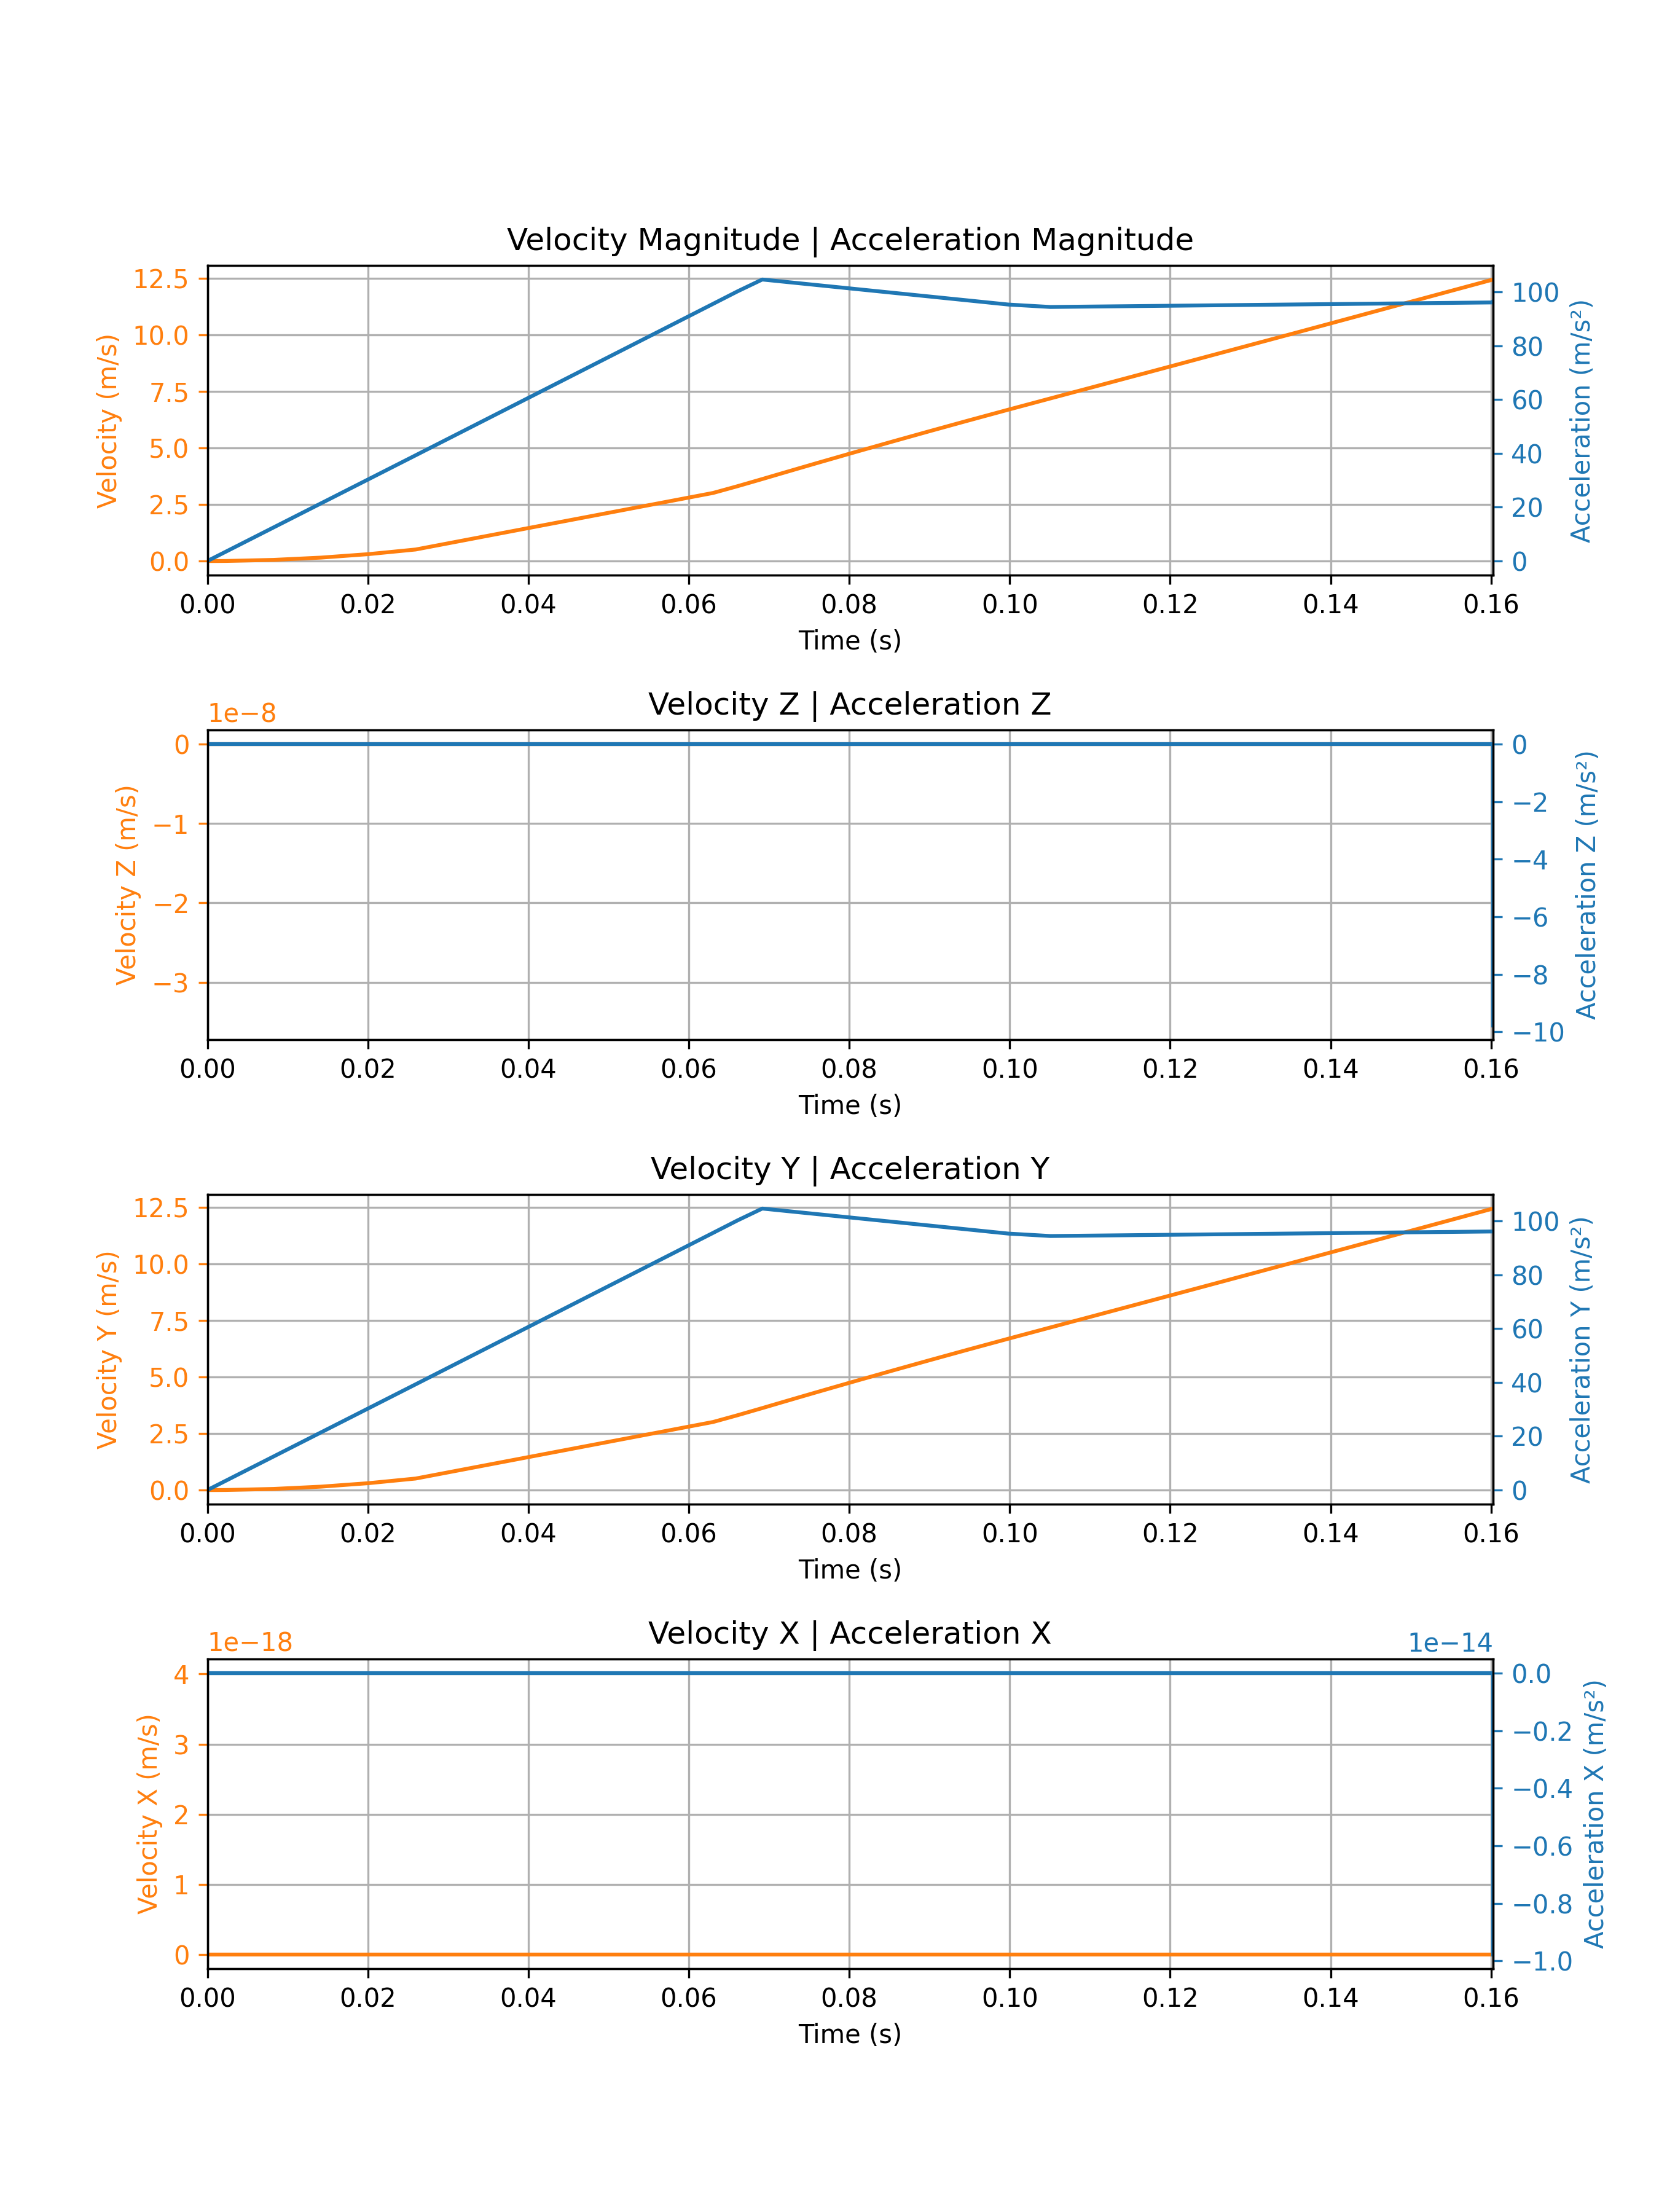 Velocity Magnitude | Acceleration Magnitude
12.5
10.0
7.5
5.0
2.5
0.0
Velocity (m/s)
100
80
60
40
20
0
Acceleration (m/s²)
0.00 0.02 0.04 0.06 0.08 0.10 0.12 0.14 0.16
Time (s)
Velocity Z | Acceleration Z
1e−8
0
−1
−2
−3
Velocity Z (m/s)
0
−2
−4
−6
−8
−10
Acceleration Z (m/s²)
0.00 0.02 0.04 0.06 0.08 0.10 0.12 0.14 0.16
Time (s)
Velocity Y | Acceleration Y
12.5
10.0
7.5
5.0
2.5
0.0
Velocity Y (m/s)
100
80
60
40
20
0
Acceleration Y (m/s²)
0.00 0.02 0.04 0.06 0.08 0.10 0.12 0.14 0.16
Time (s)
Velocity X | Acceleration X
1e−18
4
3
2
1
0
Velocity X (m/s)
1e−14
0.0
−0.2
−0.4
−0.6
−0.8
−1.0
Acceleration X (m/s²)
0.00 0.02 0.04 0.06 0.08 0.10 0.12 0.14 0.16
Time (s)